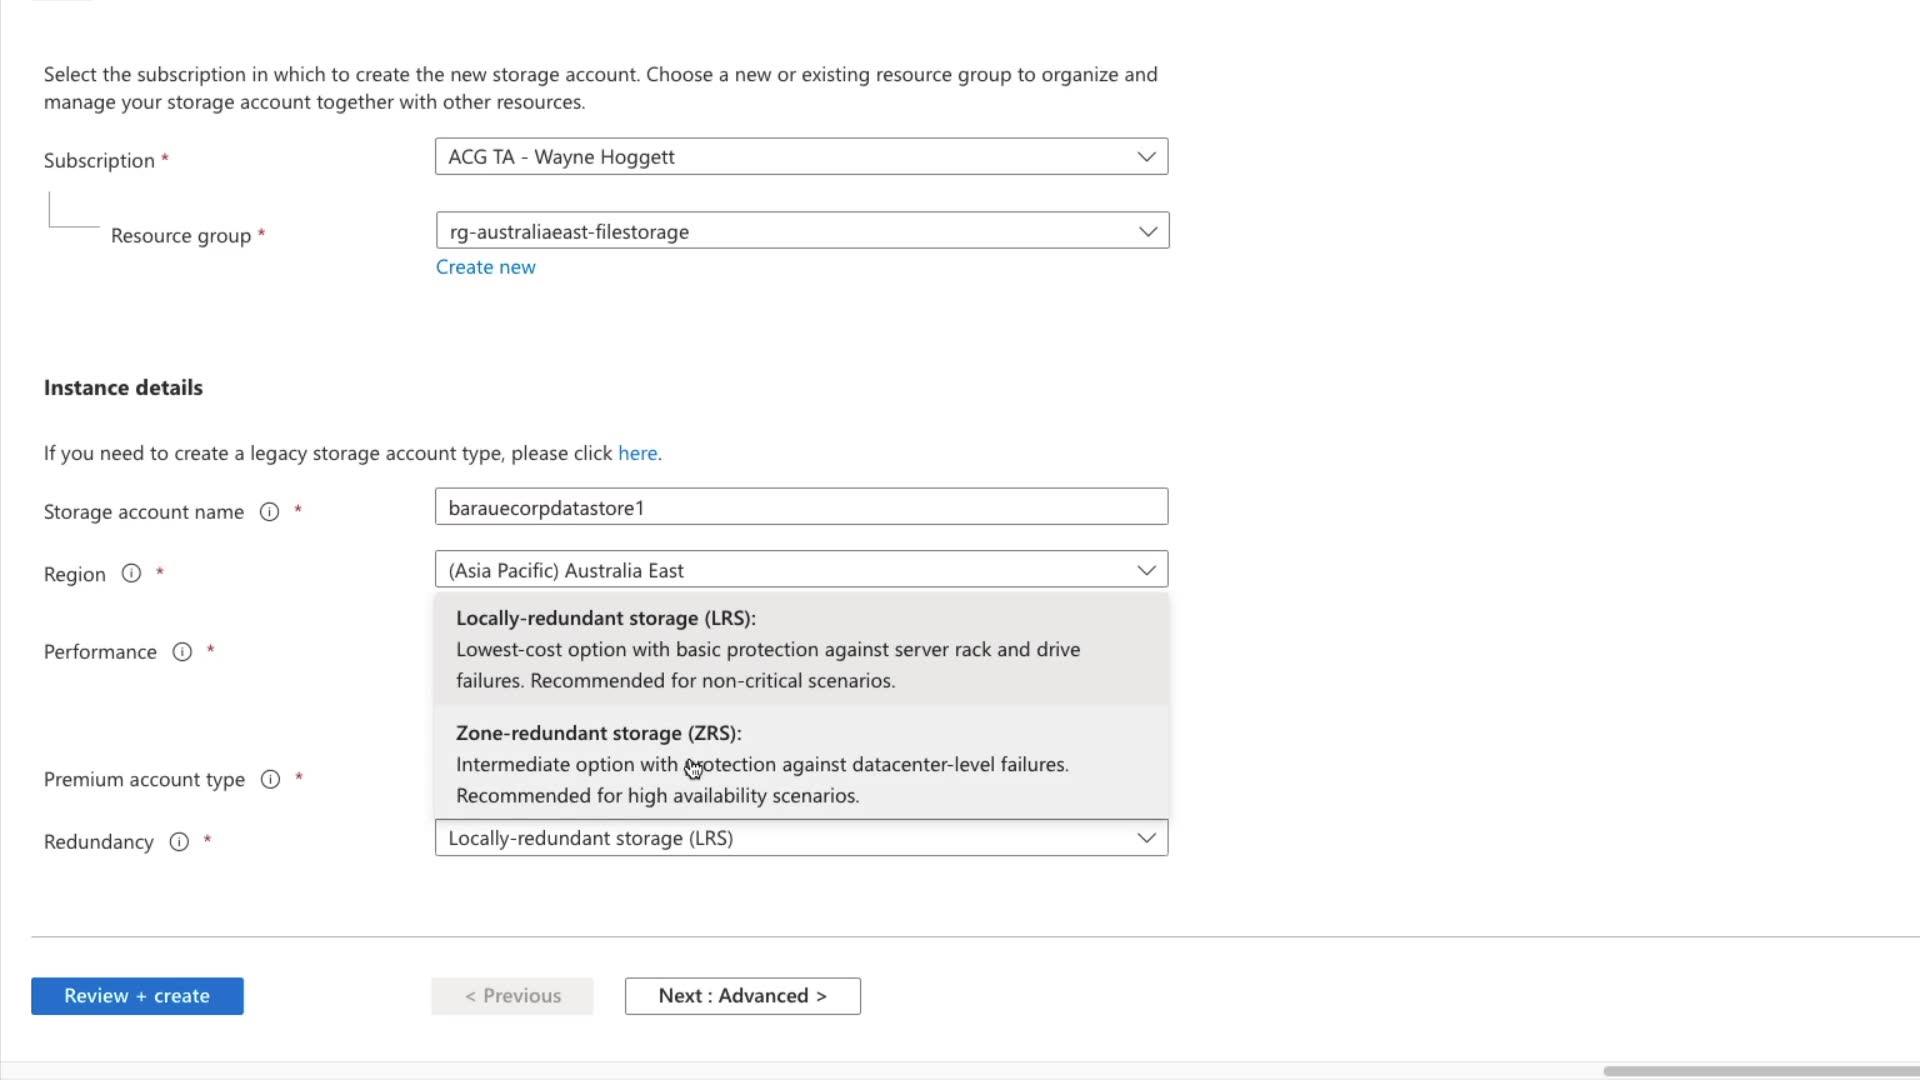 Select the subscription in which to create the new storage account. Choose a new or existing resource group to organize and
manage your storage account together with other resources.
Subscription *
ACG TA - Wayne Hoggett
Resource group *
rg-australiaeast-filestorage
Create new
Instance details
If you need to create a legacy storage account type, please click here.
Storage account name *
barauecorpdatastore1
Region *
(Asia Pacific) Australia East
Performance *
Locally-redundant storage (LRS):
Lowest-cost option with basic protection against server rack and drive
failures. Recommended for non-critical scenarios.
Zone-redundant storage (ZRS):
Intermediate option with protection against datacenter-level failures.
Recommended for high availability scenarios.
Premium account type *
Redundancy *
Locally-redundant storage (LRS)
Review + create
< Previous
Next : Advanced >